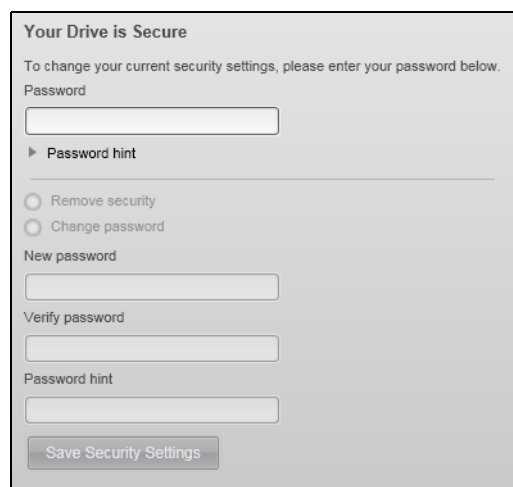 Your Drive is Secure
To change your current security settings, please enter your password below.
Password
Password hint
Remove security
Change password
New password
Verify password
Password hint
Save Security Settings